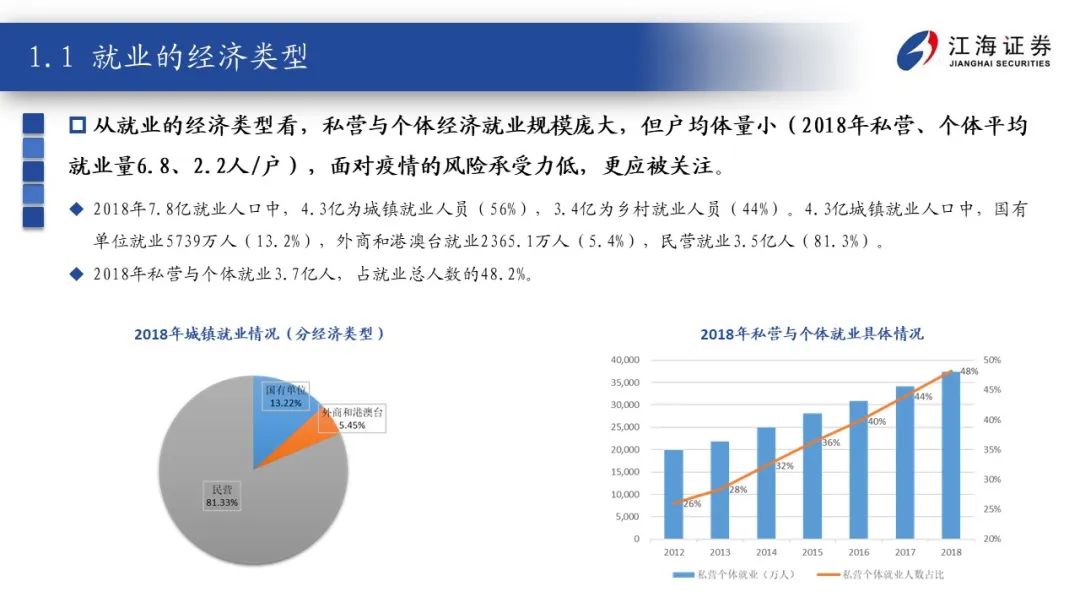 1.1 就业的经济类型
江海证券
JIANGHAI SECURITIES
从就业的经济类型看，私营与个体经济就业规模庞大，但户均体量小（2018年私营、个体平均
就业量6.8、2.2人/户），面对疫情的风险承受力低，更应被关注。
2018年7.8亿就业人口中，4.3亿为城镇就业人员（56%），3.4亿为乡村就业人员（44%）。4.3亿城镇就业人口中，国有
单位就业5739万人（13.2%），外商和港澳台就业2365.1万人（5.4%），民营就业3.5亿人（81.3%）。
2018年私营与个体就业3.7亿人，占就业总人数的48.2%。
2018年城镇就业情况（分经济类型）
国有单位
13.22%
外商和港澳台
5.45%
民营
81.33%
2018年私营与个体就业具体情况
40,000
35,000
30,000
25,000
20,000
15,000
10,000
5,000
0
50%
45%
40%
35%
30%
25%
20%
26%
28%
32%
36%
40%
44%
48%
2012 2013 2014 2015 2016 2017 2018
私营个体就业（万人）
私营个体就业人数占比